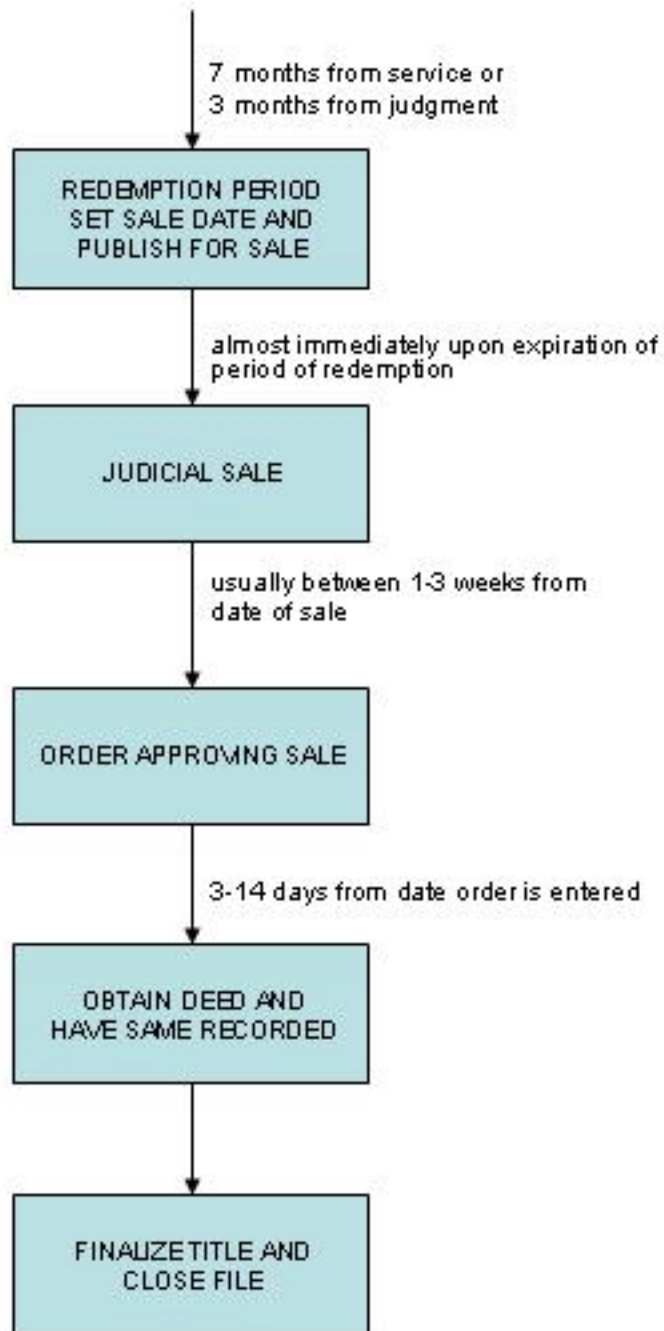 7 months from service or
3 months from judgment
REDEMPTION PERIOD
SET SALE DATE AND
PUBLISH FOR SALE
almost immediately upon expiration of
period of redemption
JUDICIAL SALE
usually between 1-3 weeks from
date of sale
ORDER APPROVING SALE
3-14 days from date order is entered
OBTAIN DEED AND
HAVE SAME RECORDED
FINALIZE TITLE AND
CLOSE FILE